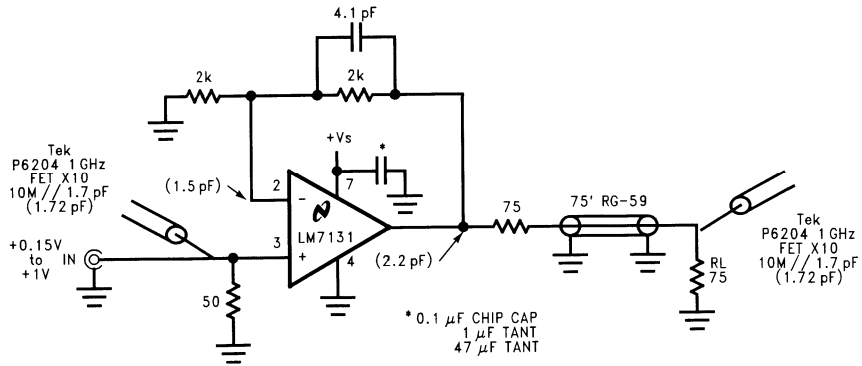 4.1 pF
2k
2k
+Vs
*
7
Tek
P6204 1 GHz
FET X10
10M // 1.7 pF
(1.72 pF)
(1.5 pF)
2
-
LM7131
3
+
4
+0.15V
to
+1V
IN
50
(2.2 pF)
75
75' RG-59
Tek
P6204 1 GHz
FET X10
10M // 1.7 pF
(1.72 pF)
RL
75
* 0.1 μF CHIP CAP
1 μF TANT
47 μF TANT